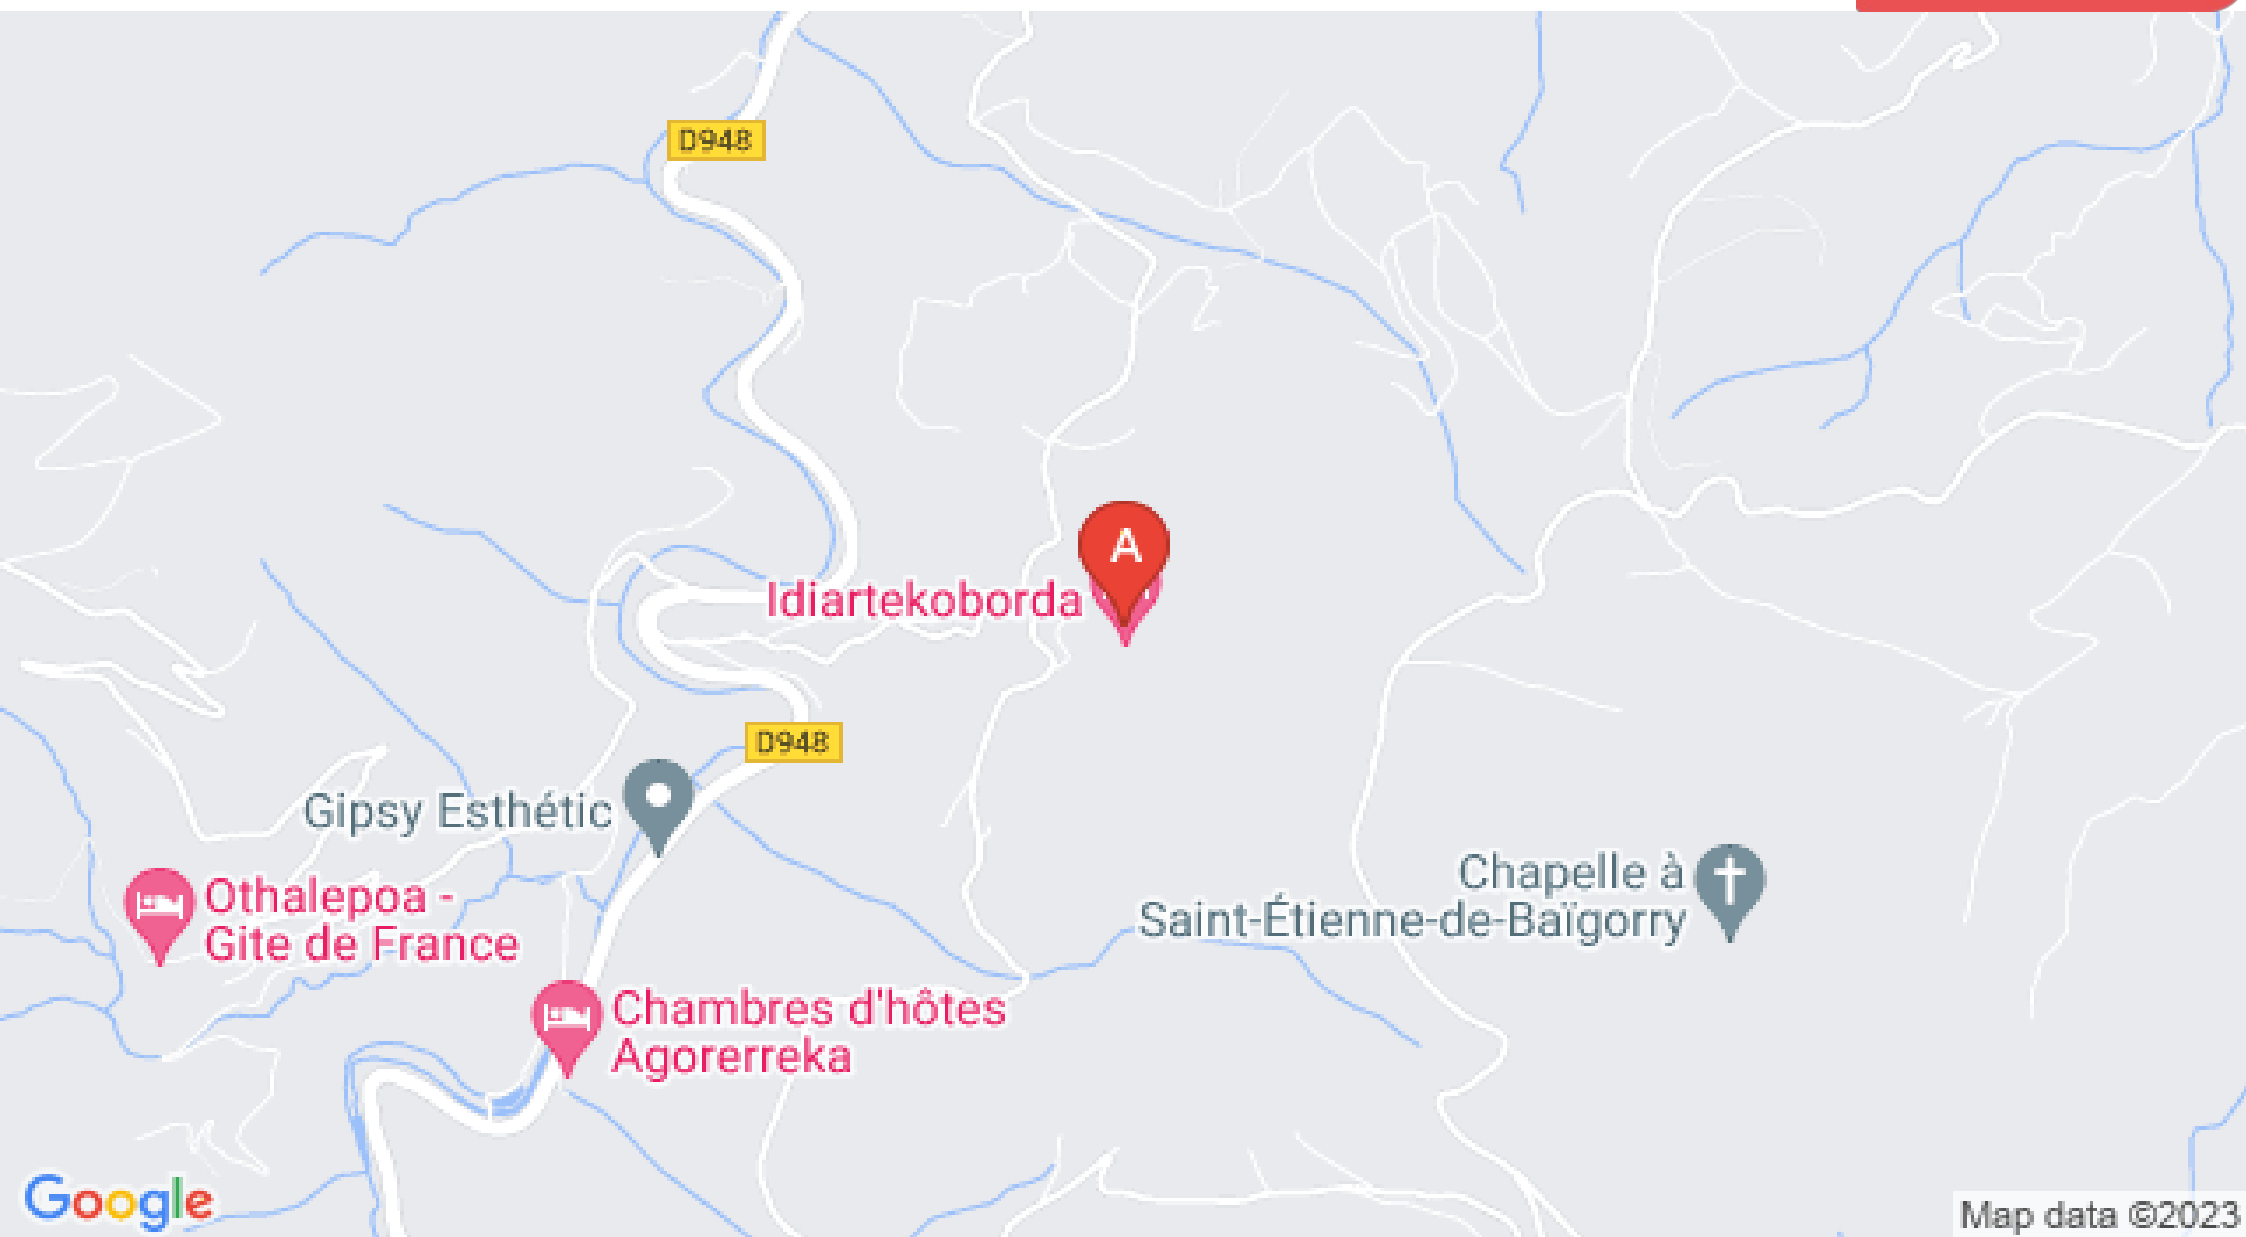 D948
A
Idiartekoborda
D948
Gipsy Esthétic
Chapelle à
Saint-Étienne-de-Baïgorry
Othalepoa -
Gite de France
Chambres d'hôtes
Agorerreka
Google
Map data ©2023